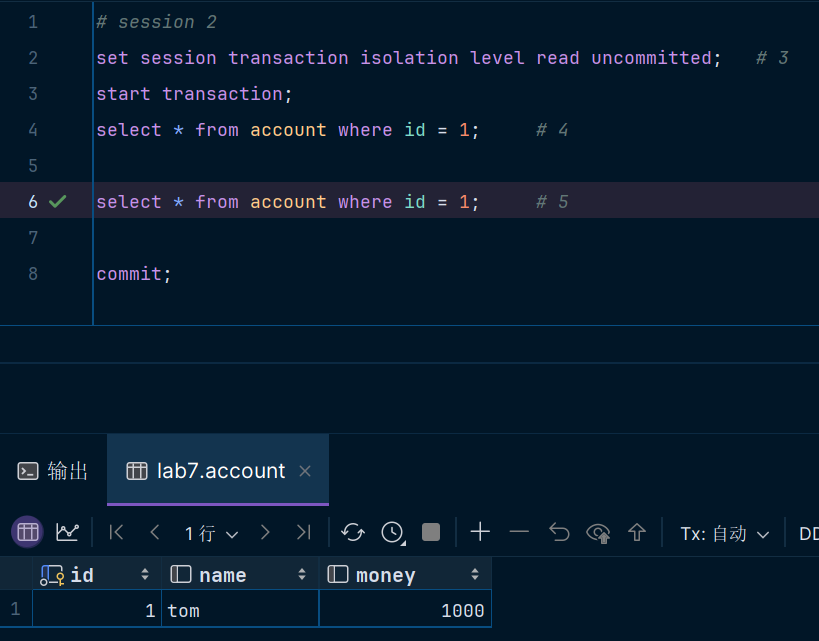 1 # session 2
2 set session transaction isolation level read uncommitted;   # 3
3 start transaction;
4 select * from account where id = 1;     # 4
5
6 select * from account where id = 1;     # 5
7
8 commit;
输出 lab7.account
1 行 Tx: 自动 DD
id name money
1 1 tom 1000